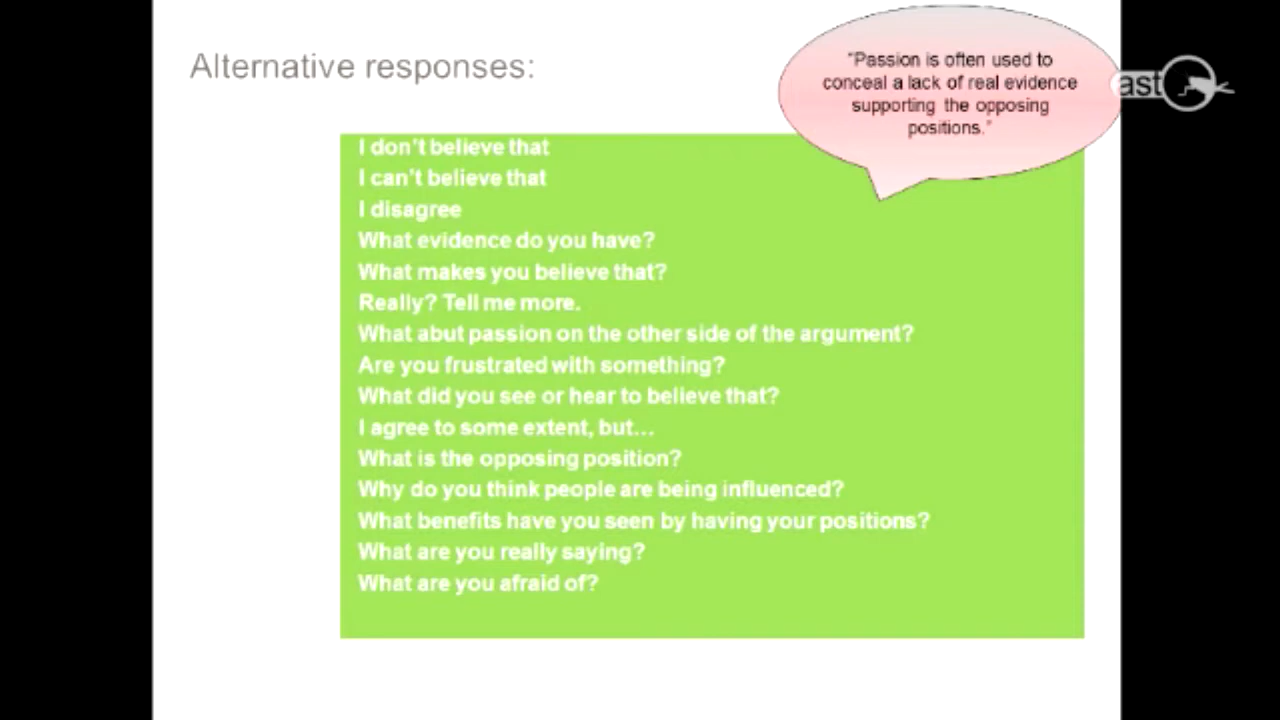 Alternative responses:
"Passion is often used to
conceal a lack of real evidence
supporting the opposing
positions."
ast
I don't believe that
I can't believe that
I disagree
What evidence do you have?
What makes you believe that?
Really? Tell me more.
What abut passion on the other side of the argument?
Are you frustrated with something?
What did you see or hear to believe that?
I agree to some extent, but...
What is the opposing position?
Why do you think people are being influenced?
What benefits have you seen by having your positions?
What are you really saying?
What are you afraid of?